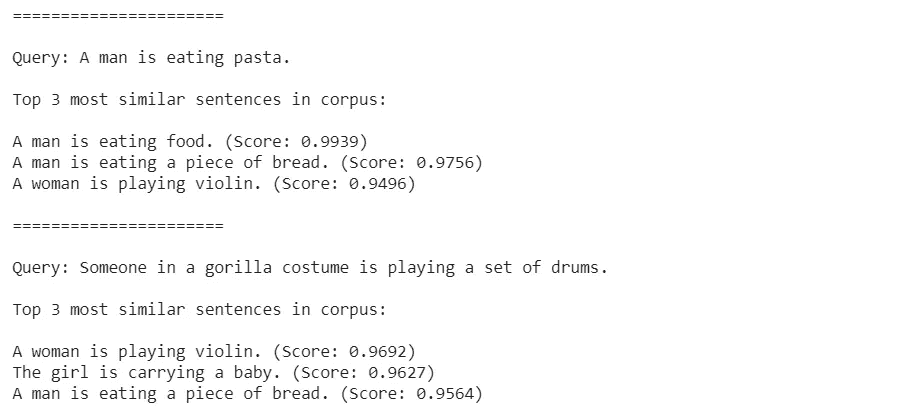 ======================
Query: A man is eating pasta.
Top 3 most similar sentences in corpus:
A man is eating food. (Score: 0.9939)
A man is eating a piece of bread. (Score: 0.9756)
A woman is playing violin. (Score: 0.9496)
======================
Query: Someone in a gorilla costume is playing a set of drums.
Top 3 most similar sentences in corpus:
A woman is playing violin. (Score: 0.9692)
The girl is carrying a baby. (Score: 0.9627)
A man is eating a piece of bread. (Score: 0.9564)